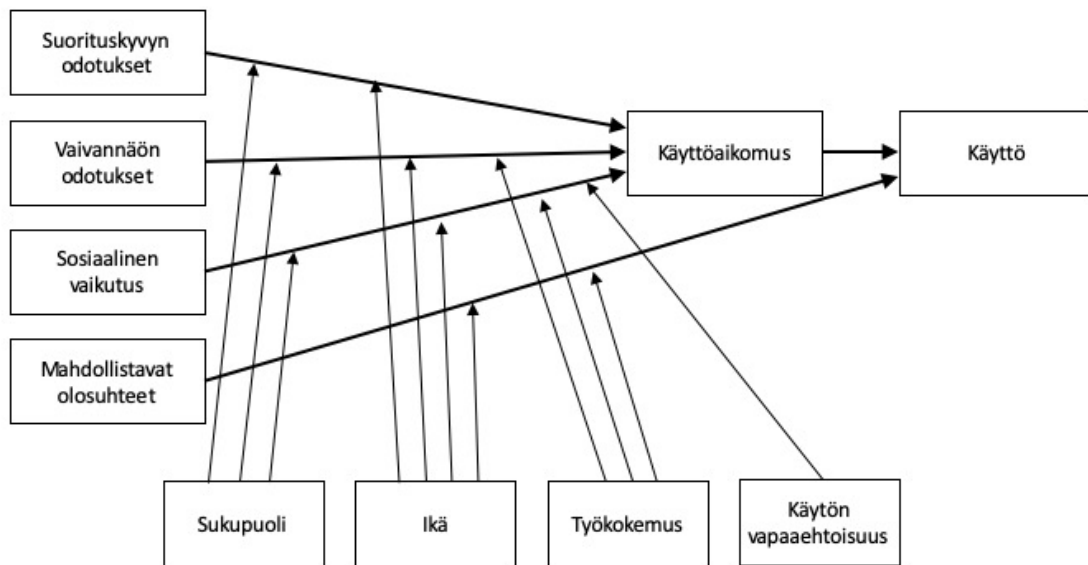 Suorituskyvyn
odotukset
Vaivannäön
odotukset
Käyttöaikomus
Käyttö
Sosiaalinen
vaikutus
Mahdollistavat
olosuhteet
Sukupuoli
Ikä
Työkokemus
Käytön
vapaaehtoisuus